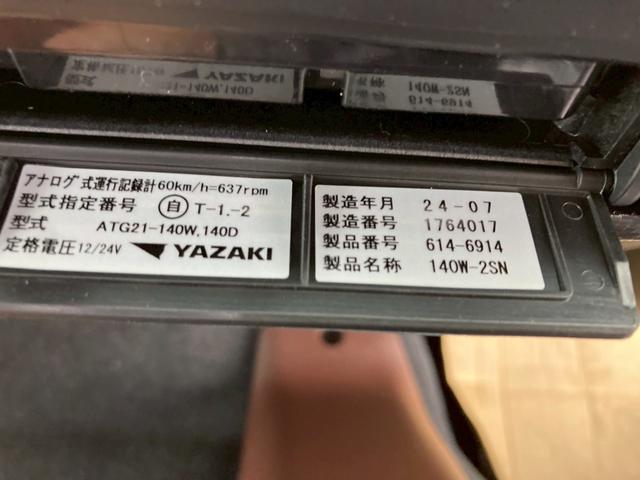 アナログ式運行記録計60km/h=637rpm
型式指定番号 自 T-1.-2
型式 ATG21-140W,140D
定格電圧12/24V YAZAKI
製造年月 24-07
製造番号 1764017
製品番号 614-6914
製品名称 140W-2SN